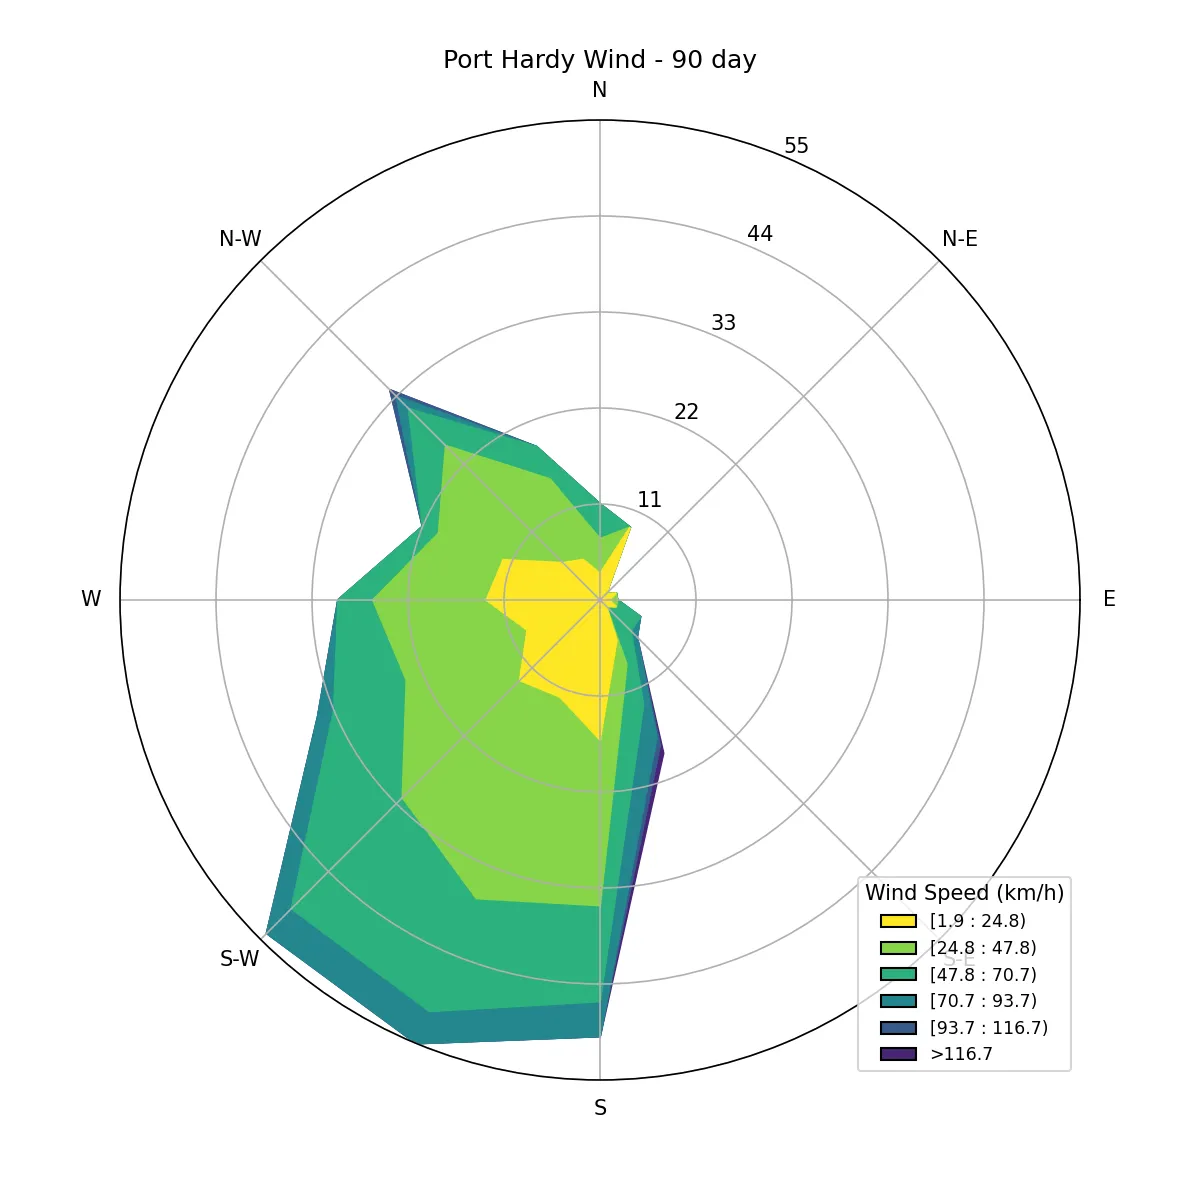 Port Hardy Wind - 90 day
N
55
N-W
44
N-E
33
22
11
W
E
S-W
S-E
Wind Speed (km/h)
[1.9 : 24.8)
[24.8 : 47.8)
[47.8 : 70.7)
[70.7 : 93.7)
[93.7 : 116.7)
>116.7
S